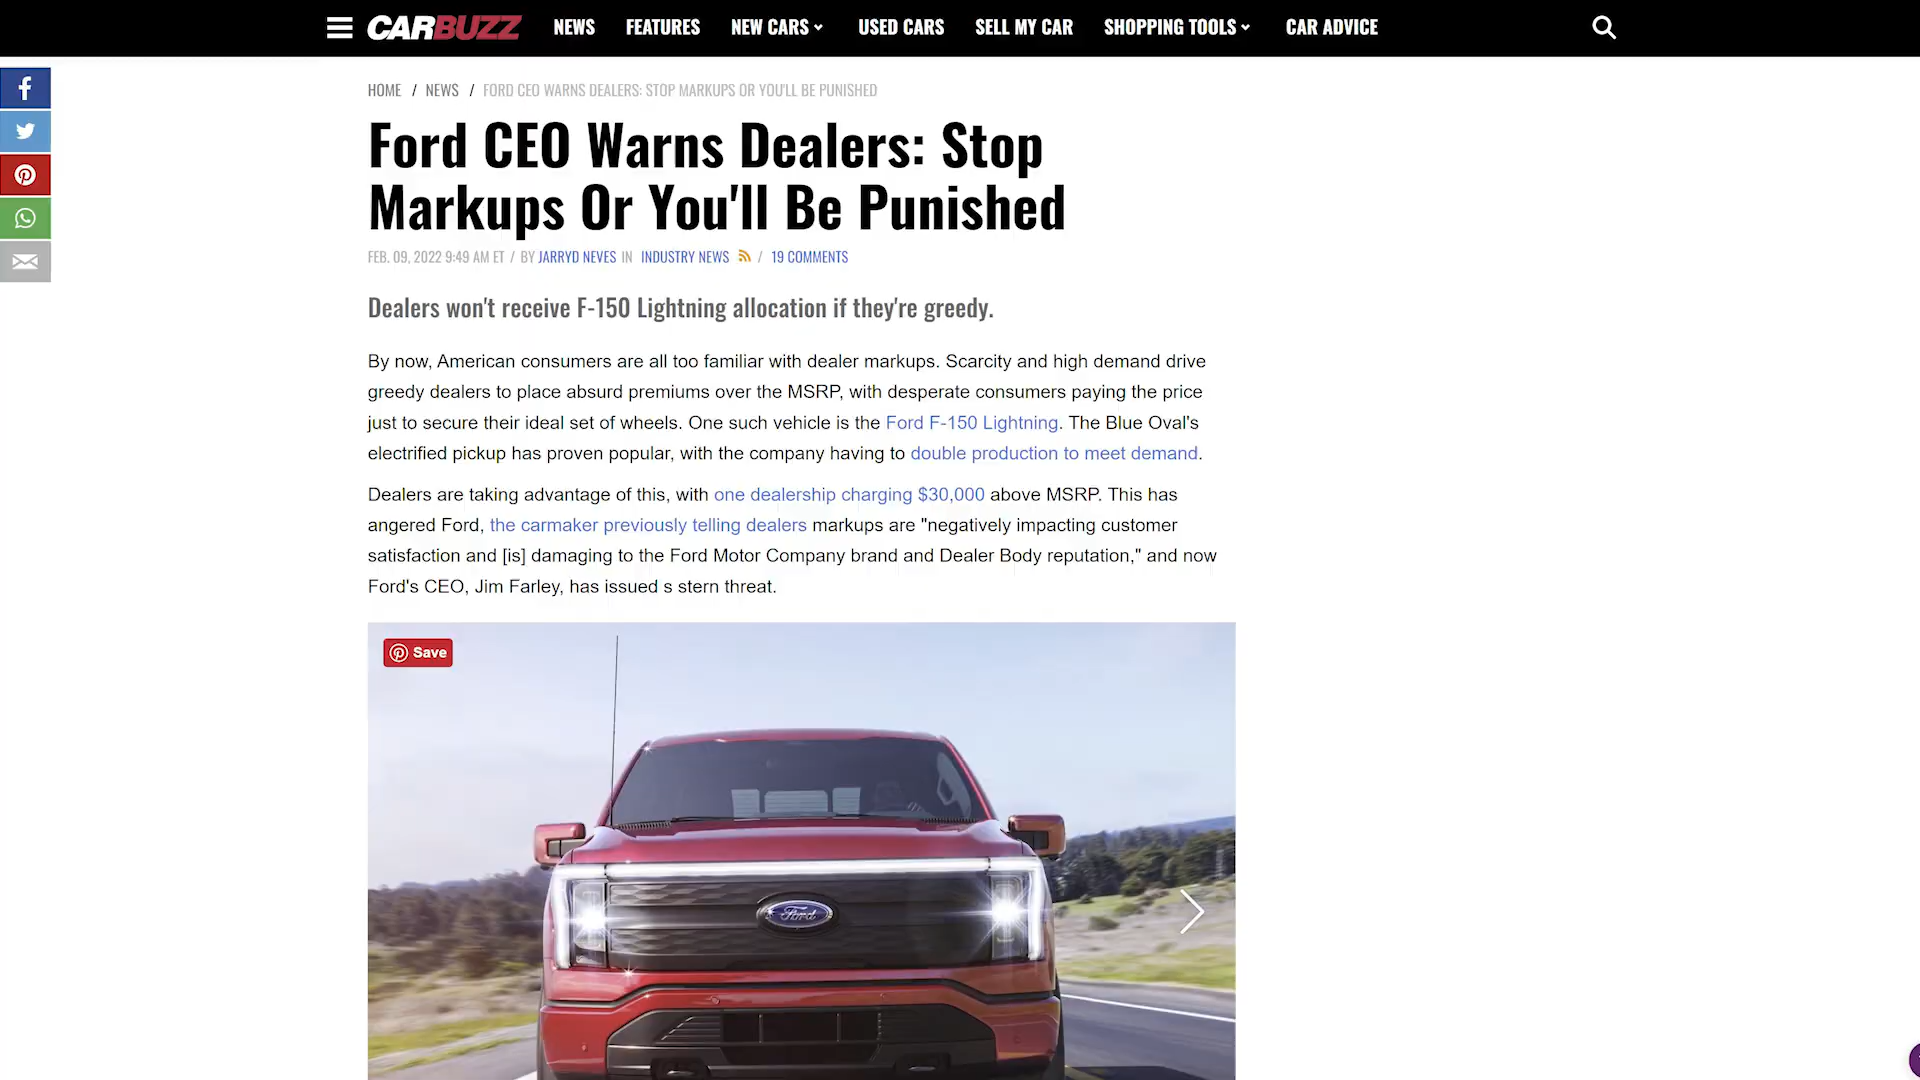 CARBUZZ NEWS FEATURES NEW CARS USED CARS SELL MY CAR SHOPPING TOOLS CAR ADVICE
HOME / NEWS / FORD CEO WARNS DEALERS: STOP MARKUPS OR YOU'LL BE PUNISHED
Ford CEO Warns Dealers: Stop
Markups Or You'll Be Punished
FEB. 09, 2022 9:49 AM ET / BY JARRYD NEVES IN INDUSTRY NEWS / 19 COMMENTS
Dealers won't receive F-150 Lightning allocation if they're greedy.
By now, American consumers are all too familiar with dealer markups. Scarcity and high demand drive
greedy dealers to place absurd premiums over the MSRP, with desperate consumers paying the price
just to secure their ideal set of wheels. One such vehicle is the Ford F-150 Lightning. The Blue Oval's
electrified pickup has proven popular, with the company having to double production to meet demand.
Dealers are taking advantage of this, with one dealership charging $30,000 above MSRP. This has
angered Ford, the carmaker previously telling dealers markups are "negatively impacting customer
satisfaction and [is] damaging to the Ford Motor Company brand and Dealer Body reputation," and now
Ford's CEO, Jim Farley, has issued s stern threat.
Save
Ford